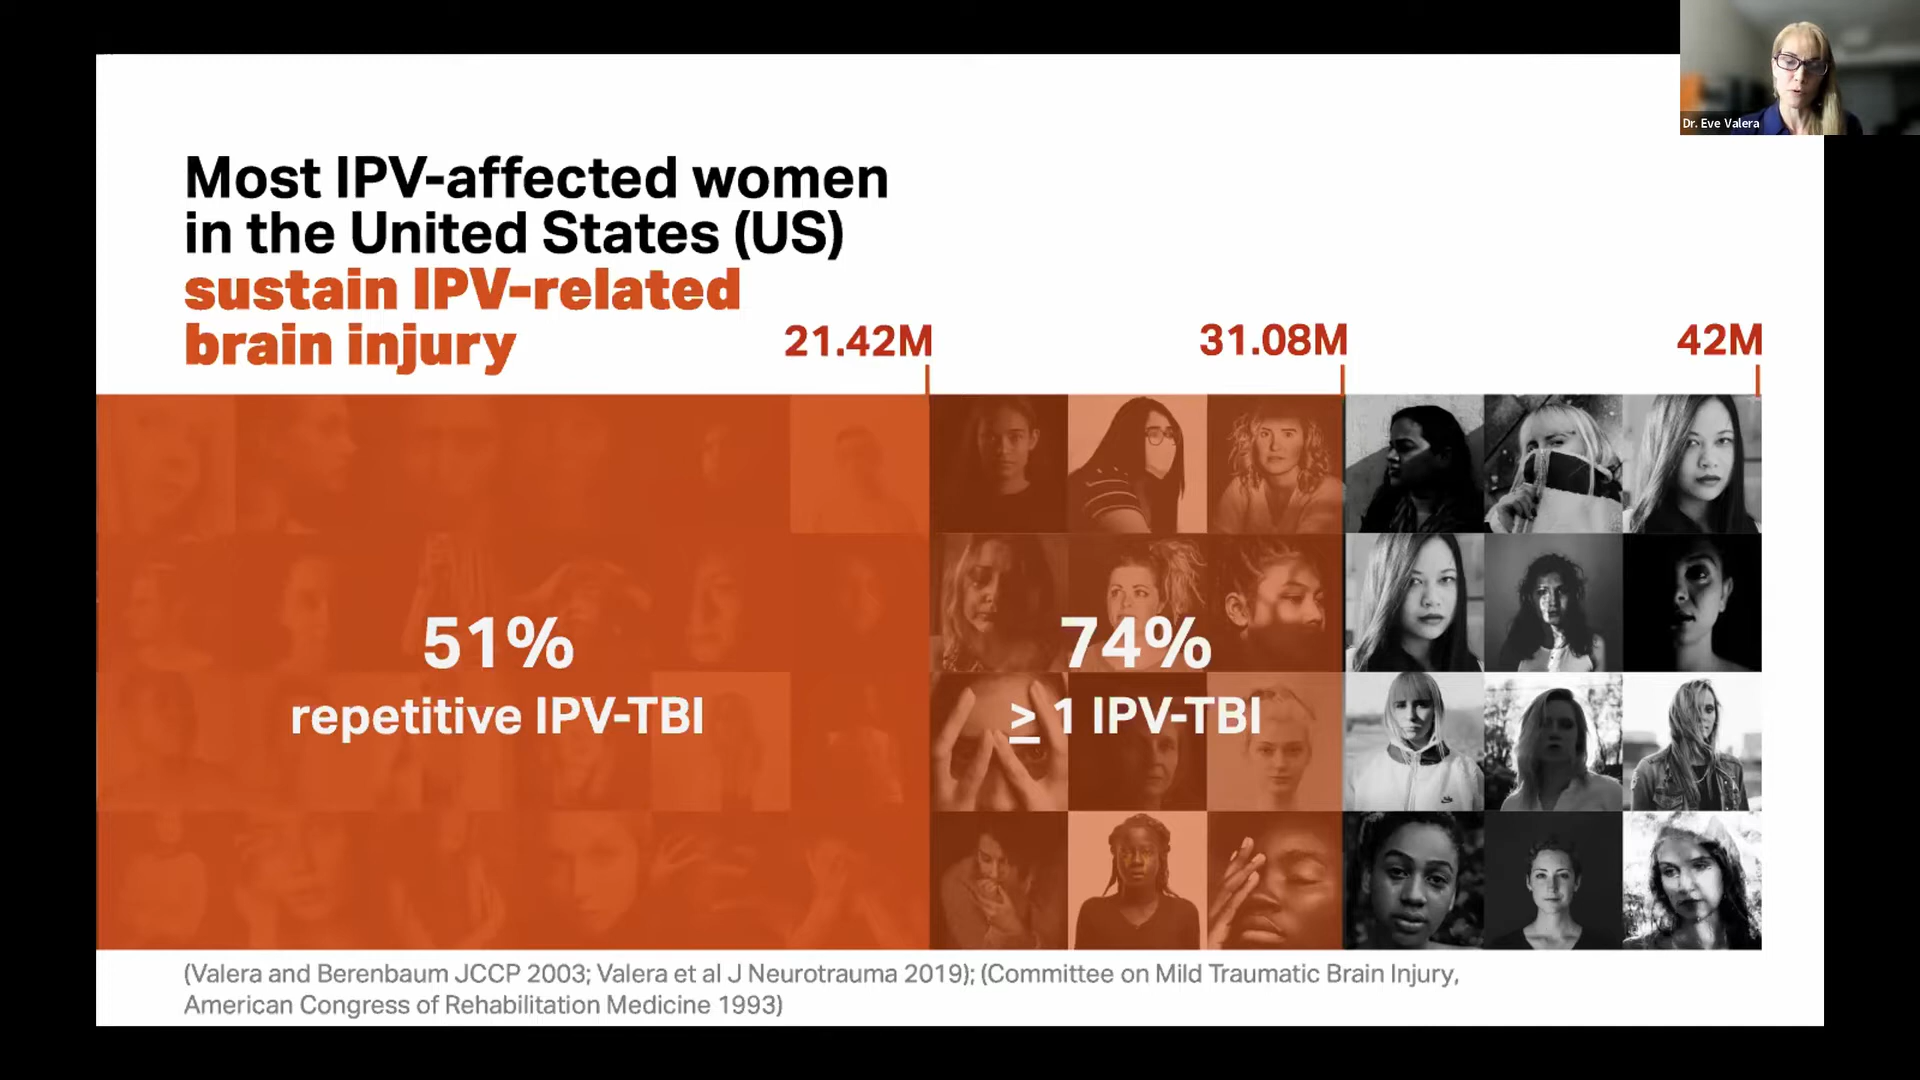 Dr. Eve Valera
Most IPV-affected women
in the United States (US)
sustain IPV-related
brain injury
21.42M
31.08M
42M
51%
repetitive IPV-TBI
74%
≥ 1 IPV-TBI
(Valera and Berenbaum JCCP 2003; Valera et al J Neurotrauma 2019); (Committee on Mild Traumatic Brain Injury,
American Congress of Rehabilitation Medicine 1993)